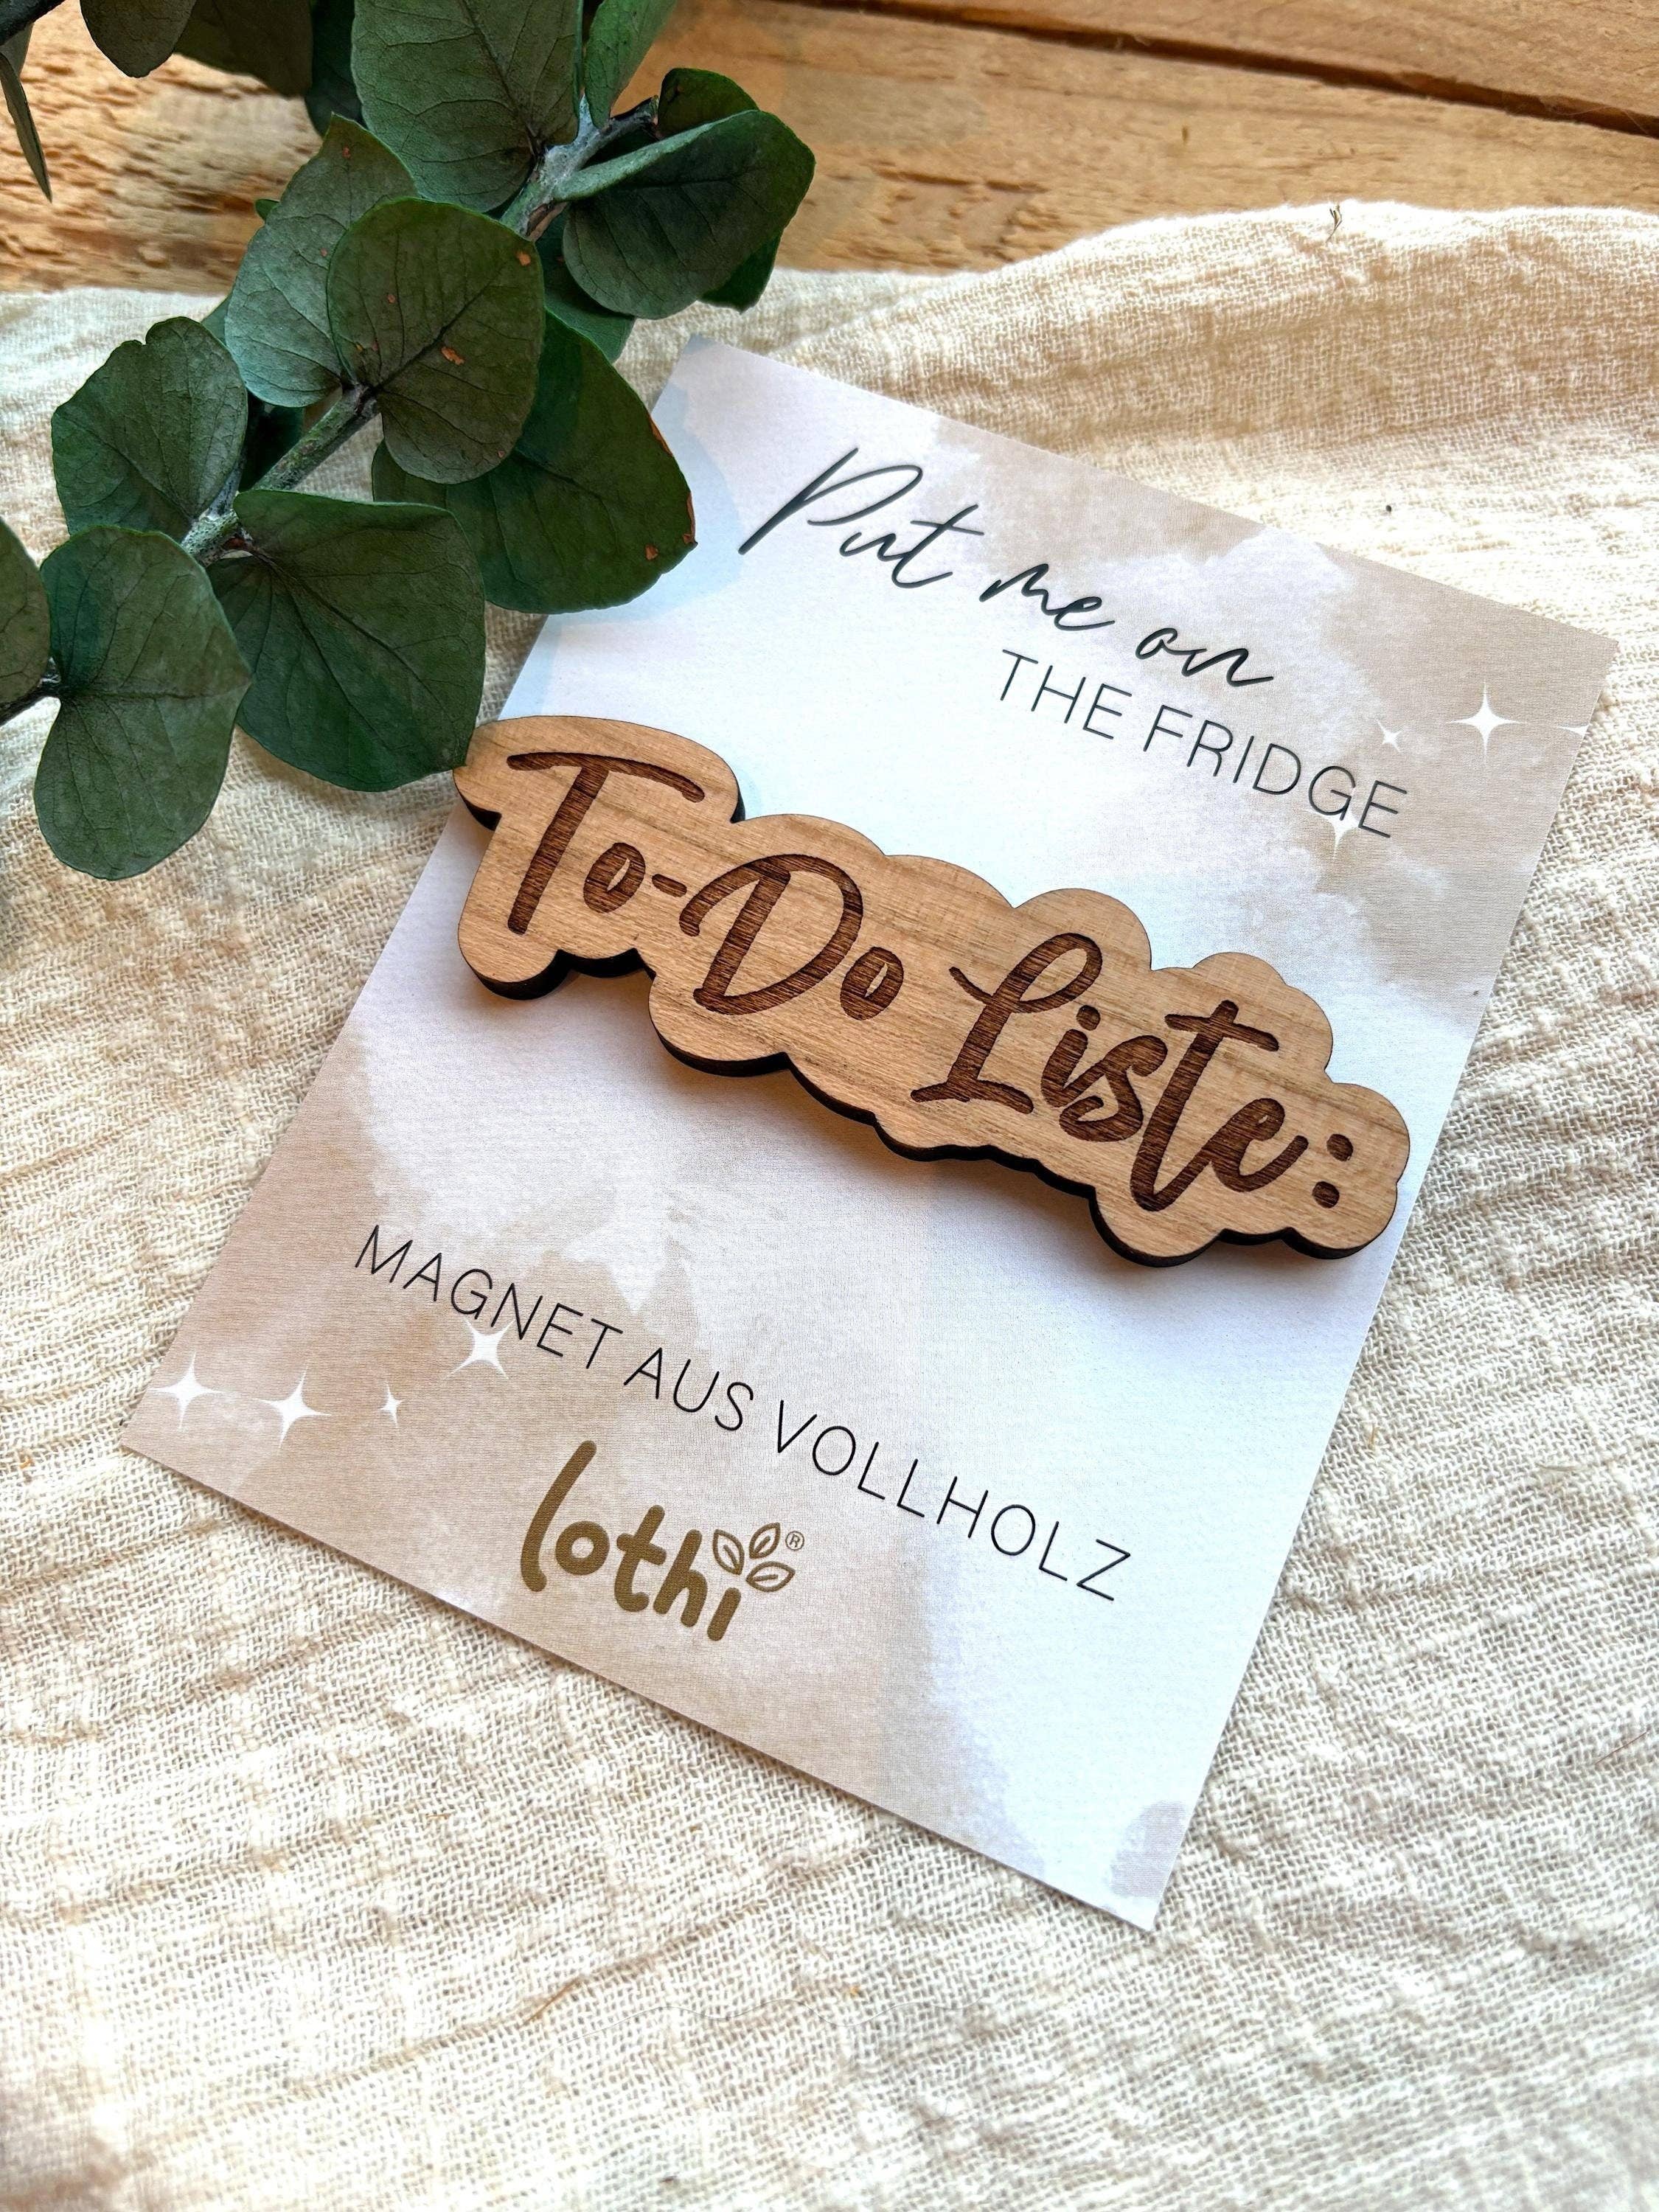 Put me on
THE FRIDGE
To-Do Liste:
MAGNET AUS VOLLHOLZ
lothi®